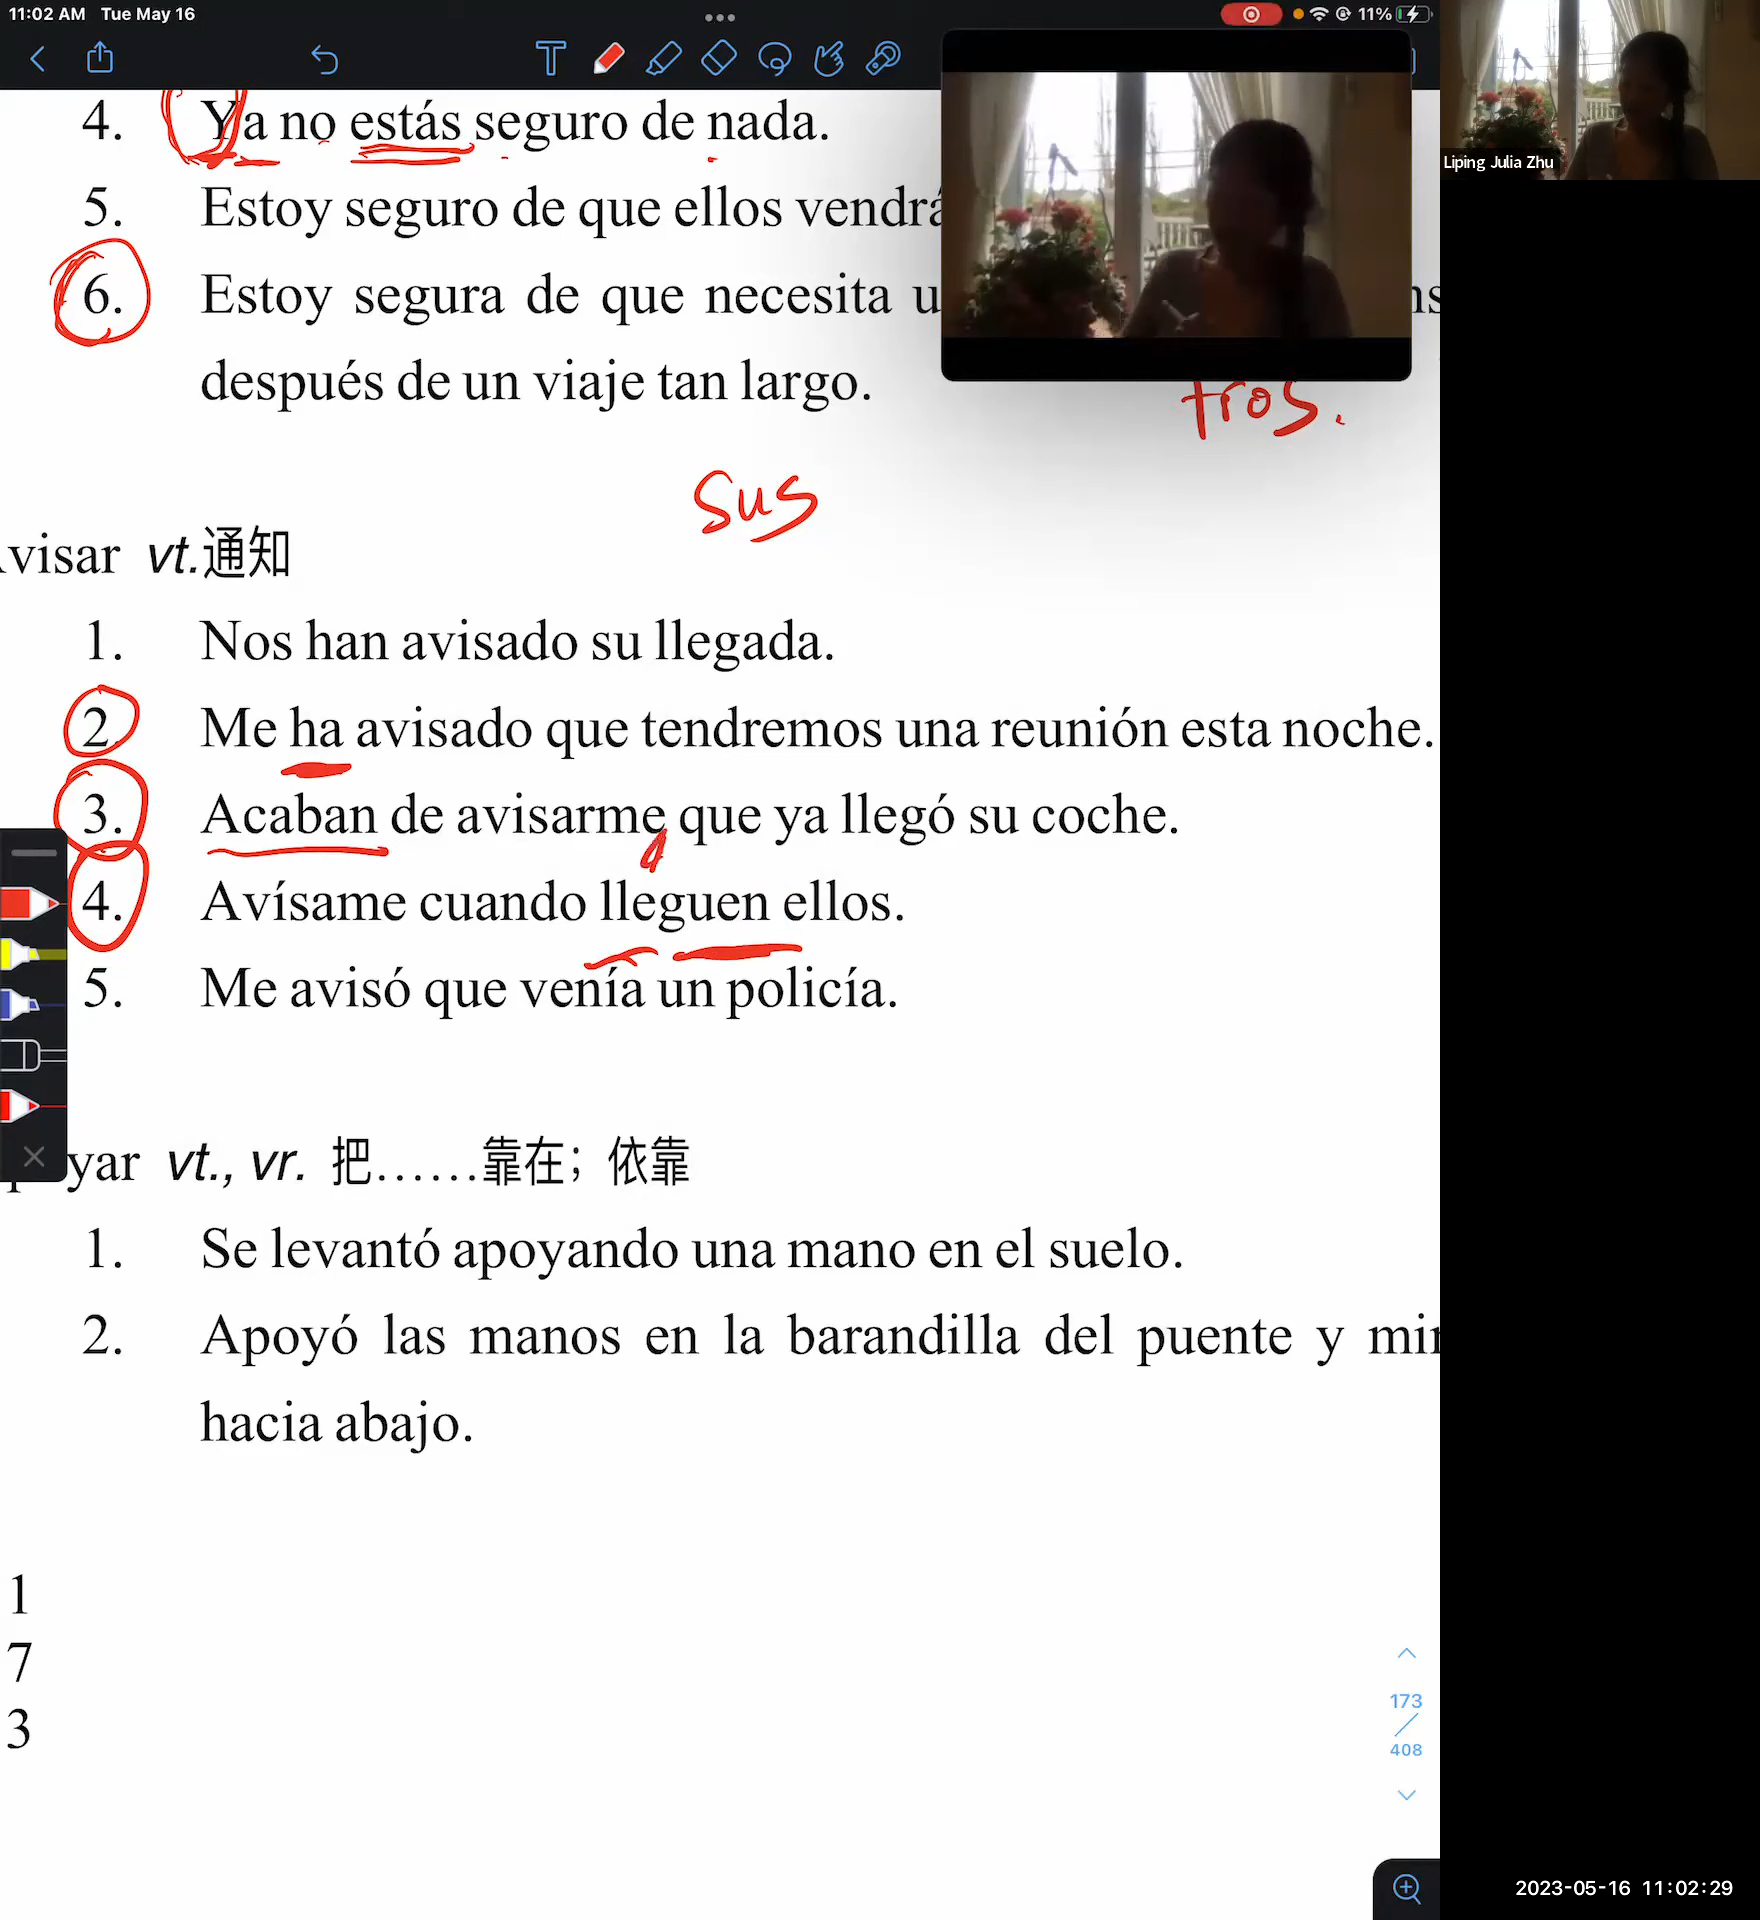 11:02 AM Tue May 16
11%
4. Ya no estás seguro de nada.
5. Estoy seguro de que ellos vendrá
6. Estoy segura de que necesita u
después de un viaje tan largo.
tros.
sus
visar vt.通知
1. Nos han avisado su llegada.
2. Me ha avisado que tendremos una reunión esta noche.
3. Acaban de avisarme que ya llegó su coche.
4. Avísame cuando lleguen ellos.
5. Me avisó que venía un policía.
yar vt., vr. 把……靠在；依靠
1. Se levantó apoyando una mano en el suelo.
2. Apoyó las manos en la barandilla del puente y mir
hacia abajo.
1
7
3
173
408
Liping Julia Zhu
2023-05-16 11:02:29